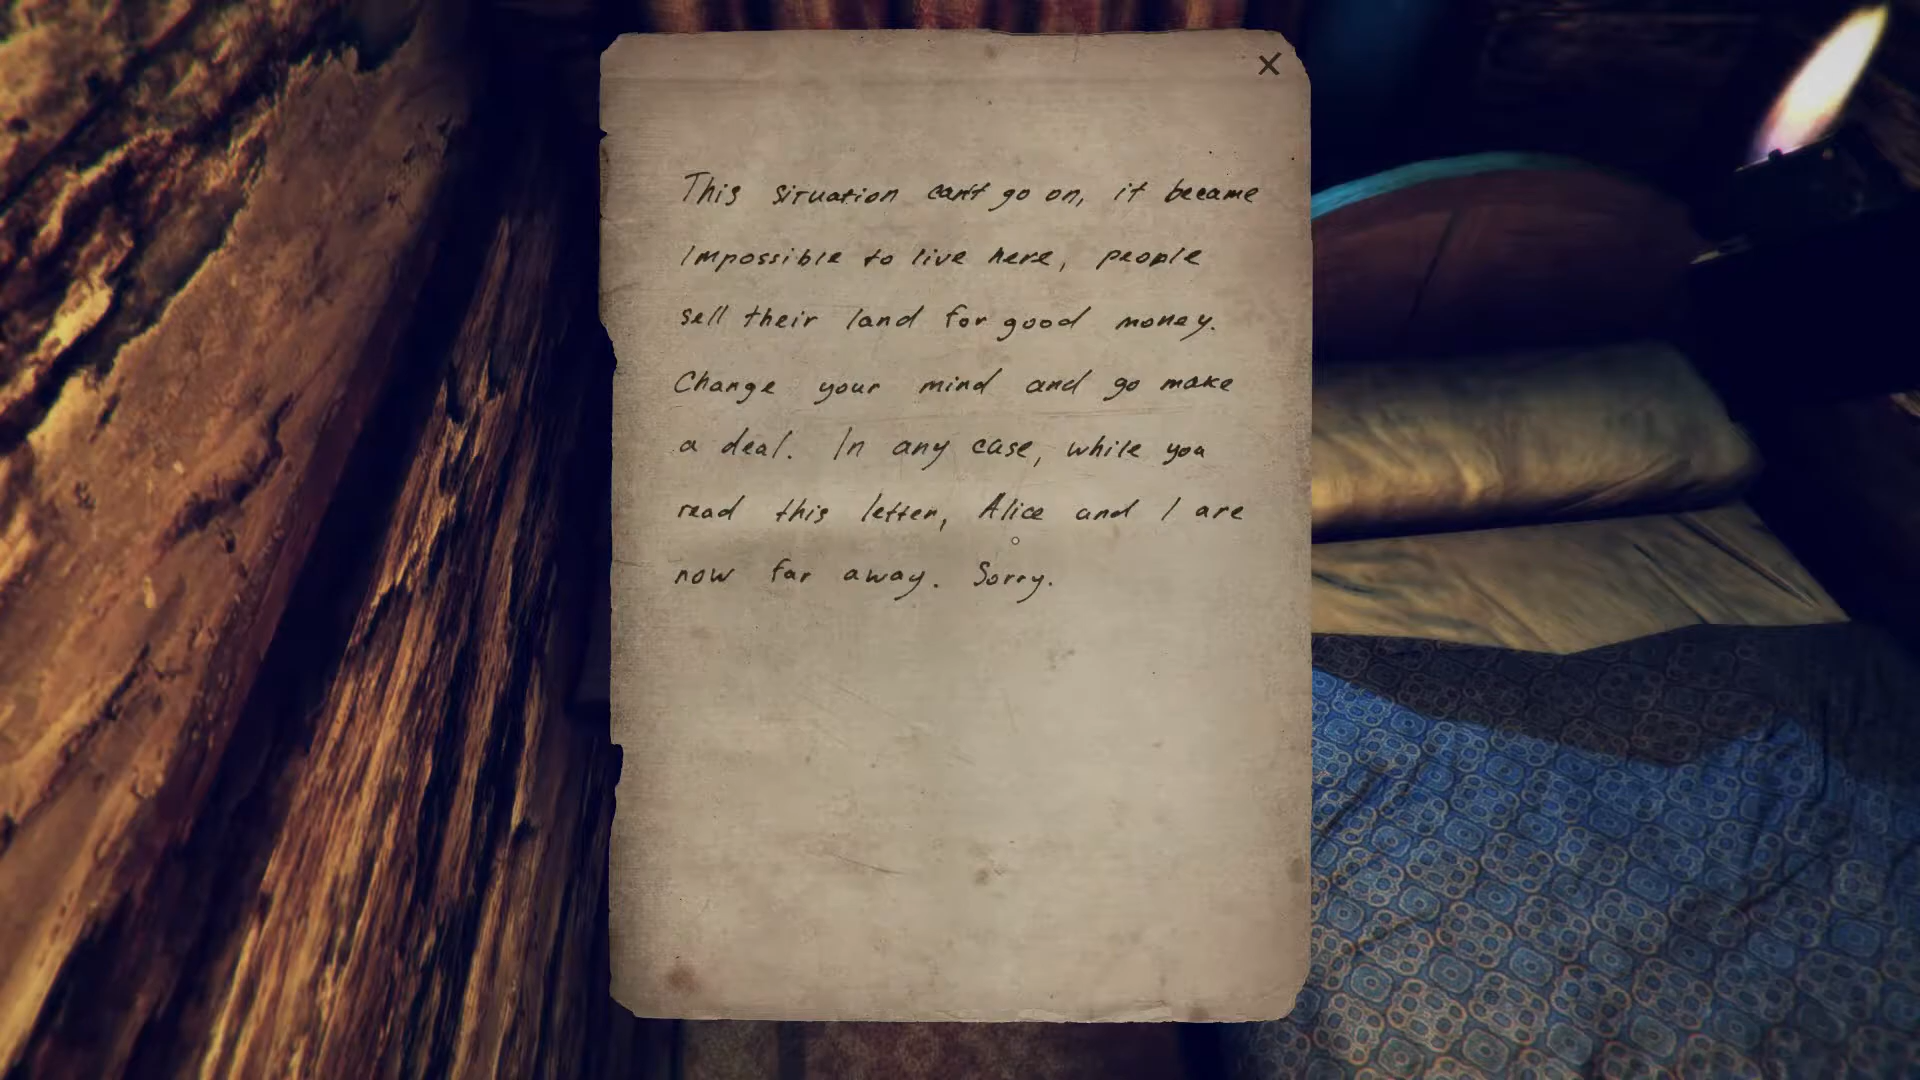 This situation can't go on, it became
impossible to live here, people
sell their land for good money.
Change your mind and go make
a deal. In any case, while you
read this letter, Alice and I are
now far away. Sorry.